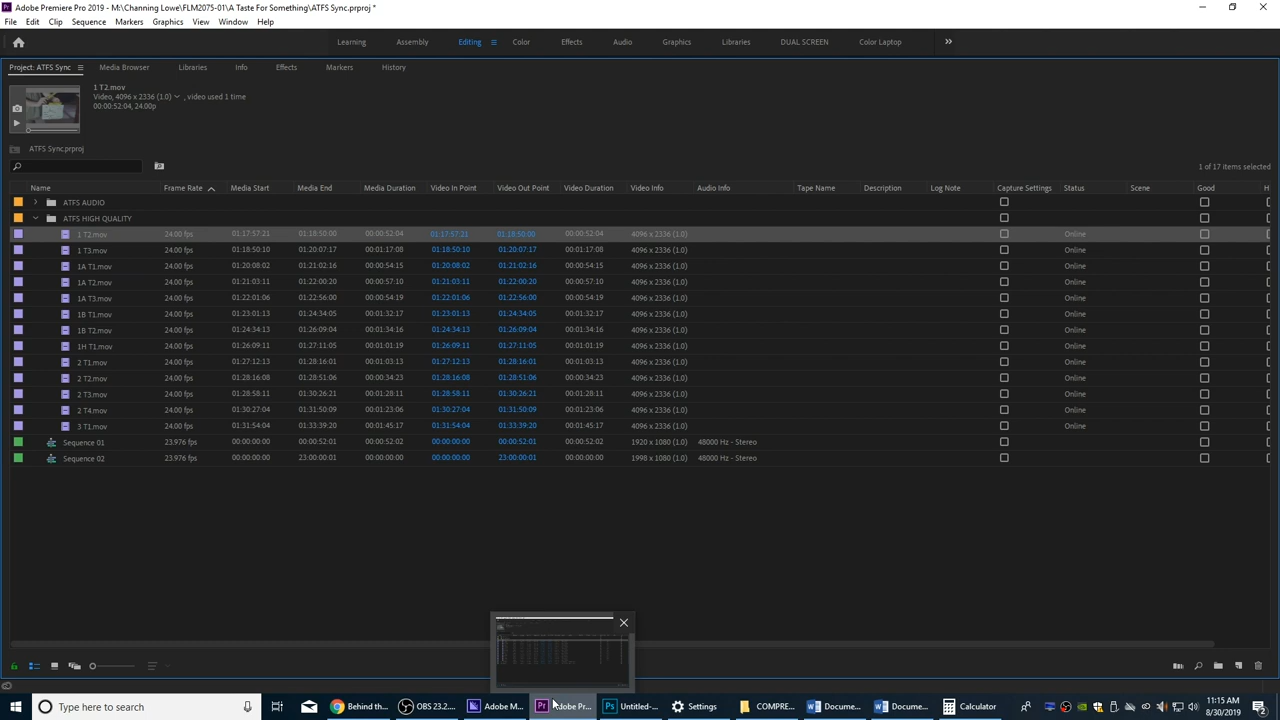 Adobe Premiere Pro 2019 - M:\Channing Lowe\FLM2075-01\A Taste For Something\ATFS Sync.prproj *
File Edit Clip Sequence Markers Graphics View Window Help
Learning Assembly Editing Color Effects Audio Graphics Libraries DUAL SCREEN Color Laptop
Project: ATFS Sync Media Browser Libraries Info Effects Markers History
1 T2.mov
Video, 4096 x 2336 (1.0) , video used 1 time
00:00:52:04, 24.00p
ATFS Sync.prproj
1 of 17 items selected
Name Frame Rate Media Start Media End Media Duration Video In Point Video Out Point Video Duration Video Info Audio Info Tape Name Description Log Note Capture Settings Status Scene Good H
ATFS AUDIO
ATFS HIGH QUALITY
1 T2.mov 24.00 fps 01:17:57:21 01:18:50:00 00:00:52:04 01:17:57:21 01:18:50:00 00:00:52:04 4096 x 2336 (1.0) Online
1 T3.mov 24.00 fps 01:18:50:10 01:20:07:17 00:01:17:08 01:18:50:10 01:20:07:17 00:01:17:08 4096 x 2336 (1.0) Online
1A T1.mov 24.00 fps 01:20:08:02 01:21:02:16 00:00:54:15 01:20:08:02 01:21:02:16 00:00:54:15 4096 x 2336 (1.0) Online
1A T2.mov 24.00 fps 01:21:03:11 01:22:00:20 00:00:57:10 01:21:03:11 01:22:00:20 00:00:57:10 4096 x 2336 (1.0) Online
1A T3.mov 24.00 fps 01:22:01:06 01:22:56:00 00:00:54:19 01:22:01:06 01:22:56:00 00:00:54:19 4096 x 2336 (1.0) Online
1B T1.mov 24.00 fps 01:23:01:13 01:24:34:05 00:01:32:17 01:23:01:13 01:24:34:05 00:01:32:17 4096 x 2336 (1.0) Online
1B T2.mov 24.00 fps 01:24:34:13 01:26:09:04 00:01:34:16 01:24:34:13 01:26:09:04 00:01:34:16 4096 x 2336 (1.0) Online
1H T1.mov 24.00 fps 01:26:09:11 01:27:11:05 00:01:01:19 01:26:09:11 01:27:11:05 00:01:01:19 4096 x 2336 (1.0) Online
2 T1.mov 24.00 fps 01:27:12:13 01:28:16:01 00:01:03:13 01:27:12:13 01:28:16:01 00:01:03:13 4096 x 2336 (1.0) Online
2 T2.mov 24.00 fps 01:28:16:08 01:28:51:06 00:00:34:23 01:28:16:08 01:28:51:06 00:00:34:23 4096 x 2336 (1.0) Online
2 T3.mov 24.00 fps 01:28:58:11 01:30:26:21 00:01:28:11 01:28:58:11 01:30:26:21 00:01:28:11 4096 x 2336 (1.0) Online
2 T4.mov 24.00 fps 01:30:27:04 01:31:50:09 00:01:23:06 01:30:27:04 01:31:50:09 00:01:23:06 4096 x 2336 (1.0) Online
3 T1.mov 24.00 fps 01:31:54:04 01:33:39:20 00:01:45:17 01:31:54:04 01:33:39:20 00:01:45:17 4096 x 2336 (1.0) Online
Sequence 01 23.976 fps 00:00:00:00 00:00:52:01 00:00:52:02 00:00:00:00 00:00:52:01 00:00:52:02 1920 x 1080 (1.0) 48000 Hz - Stereo
Sequence 02 23.976 fps 00:00:00:00 23:00:00:01 00:00:00:00 00:00:00:00 23:00:00:01 00:00:00:00 1998 x 1080 (1.0) 48000 Hz - Stereo
Type here to search Behind th... OBS 23.2.... Adobe M... Adobe Pr... Untitled-... Settings COMPRE... Docume... Docume... Calculator 11:15 AM
8/30/2019